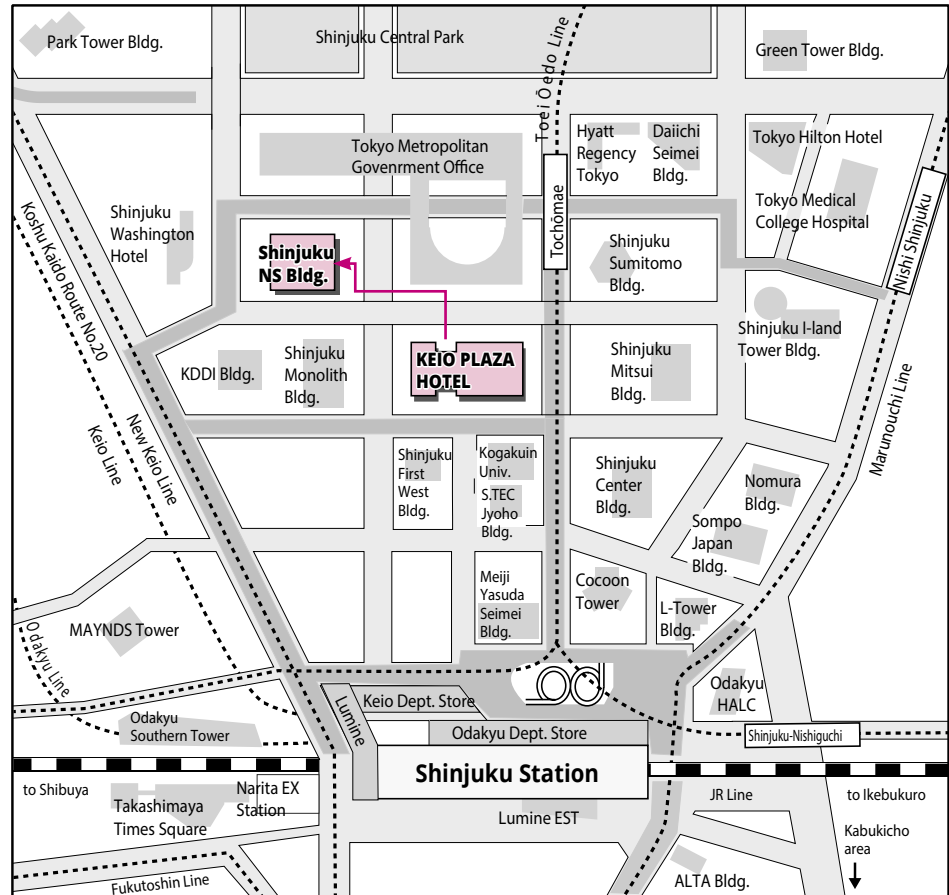 Park Tower Bldg.
Shinjuku Central Park
Toei Ōedo Line
Green Tower Bldg.
Tokyo Metropolitan
Govenrment Office
Hyatt
Regency
Tokyo
Daiichi
Seimei
Bldg.
Tokyo Hilton Hotel
Tokyo Medical
College Hospital
Nishi Shinjuku
Koshu Kaido Route No.20
Shinjuku
Washington
Hotel
Tochōmae
Shinjuku
NS Bldg.
Shinjuku
Sumitomo
Bldg.
Shinjuku I-land
Tower Bldg.
KDDI Bldg.
Shinjuku
Monolith
Bldg.
KEIO PLAZA
HOTEL
Shinjuku
Mitsui
Bldg.
Marunouchi Line
New Keio Line
Keio Line
Shinjuku
First
West
Bldg.
Kogakuin
Univ.
S.TEC
Jyoho
Bldg.
Shinjuku
Center
Bldg.
Nomura
Bldg.
Sompo
Japan
Bldg.
Meiji
Yasuda
Seimei
Bldg.
Cocoon
Tower
L-Tower
Bldg.
MAYNDS Tower
Odakyu Line
Odakyu
HALC
Lumine
Keio Dept. Store
Odakyu
Southern Tower
Odakyu Dept. Store
Shinjuku-Nishiguchi
Shinjuku Station
to Shibuya
Narita EX
Station
Takashimaya
Times Square
JR Line
to Ikebukuro
Lumine EST
Kabukicho
area
Fukutoshin Line
ALTA Bldg.